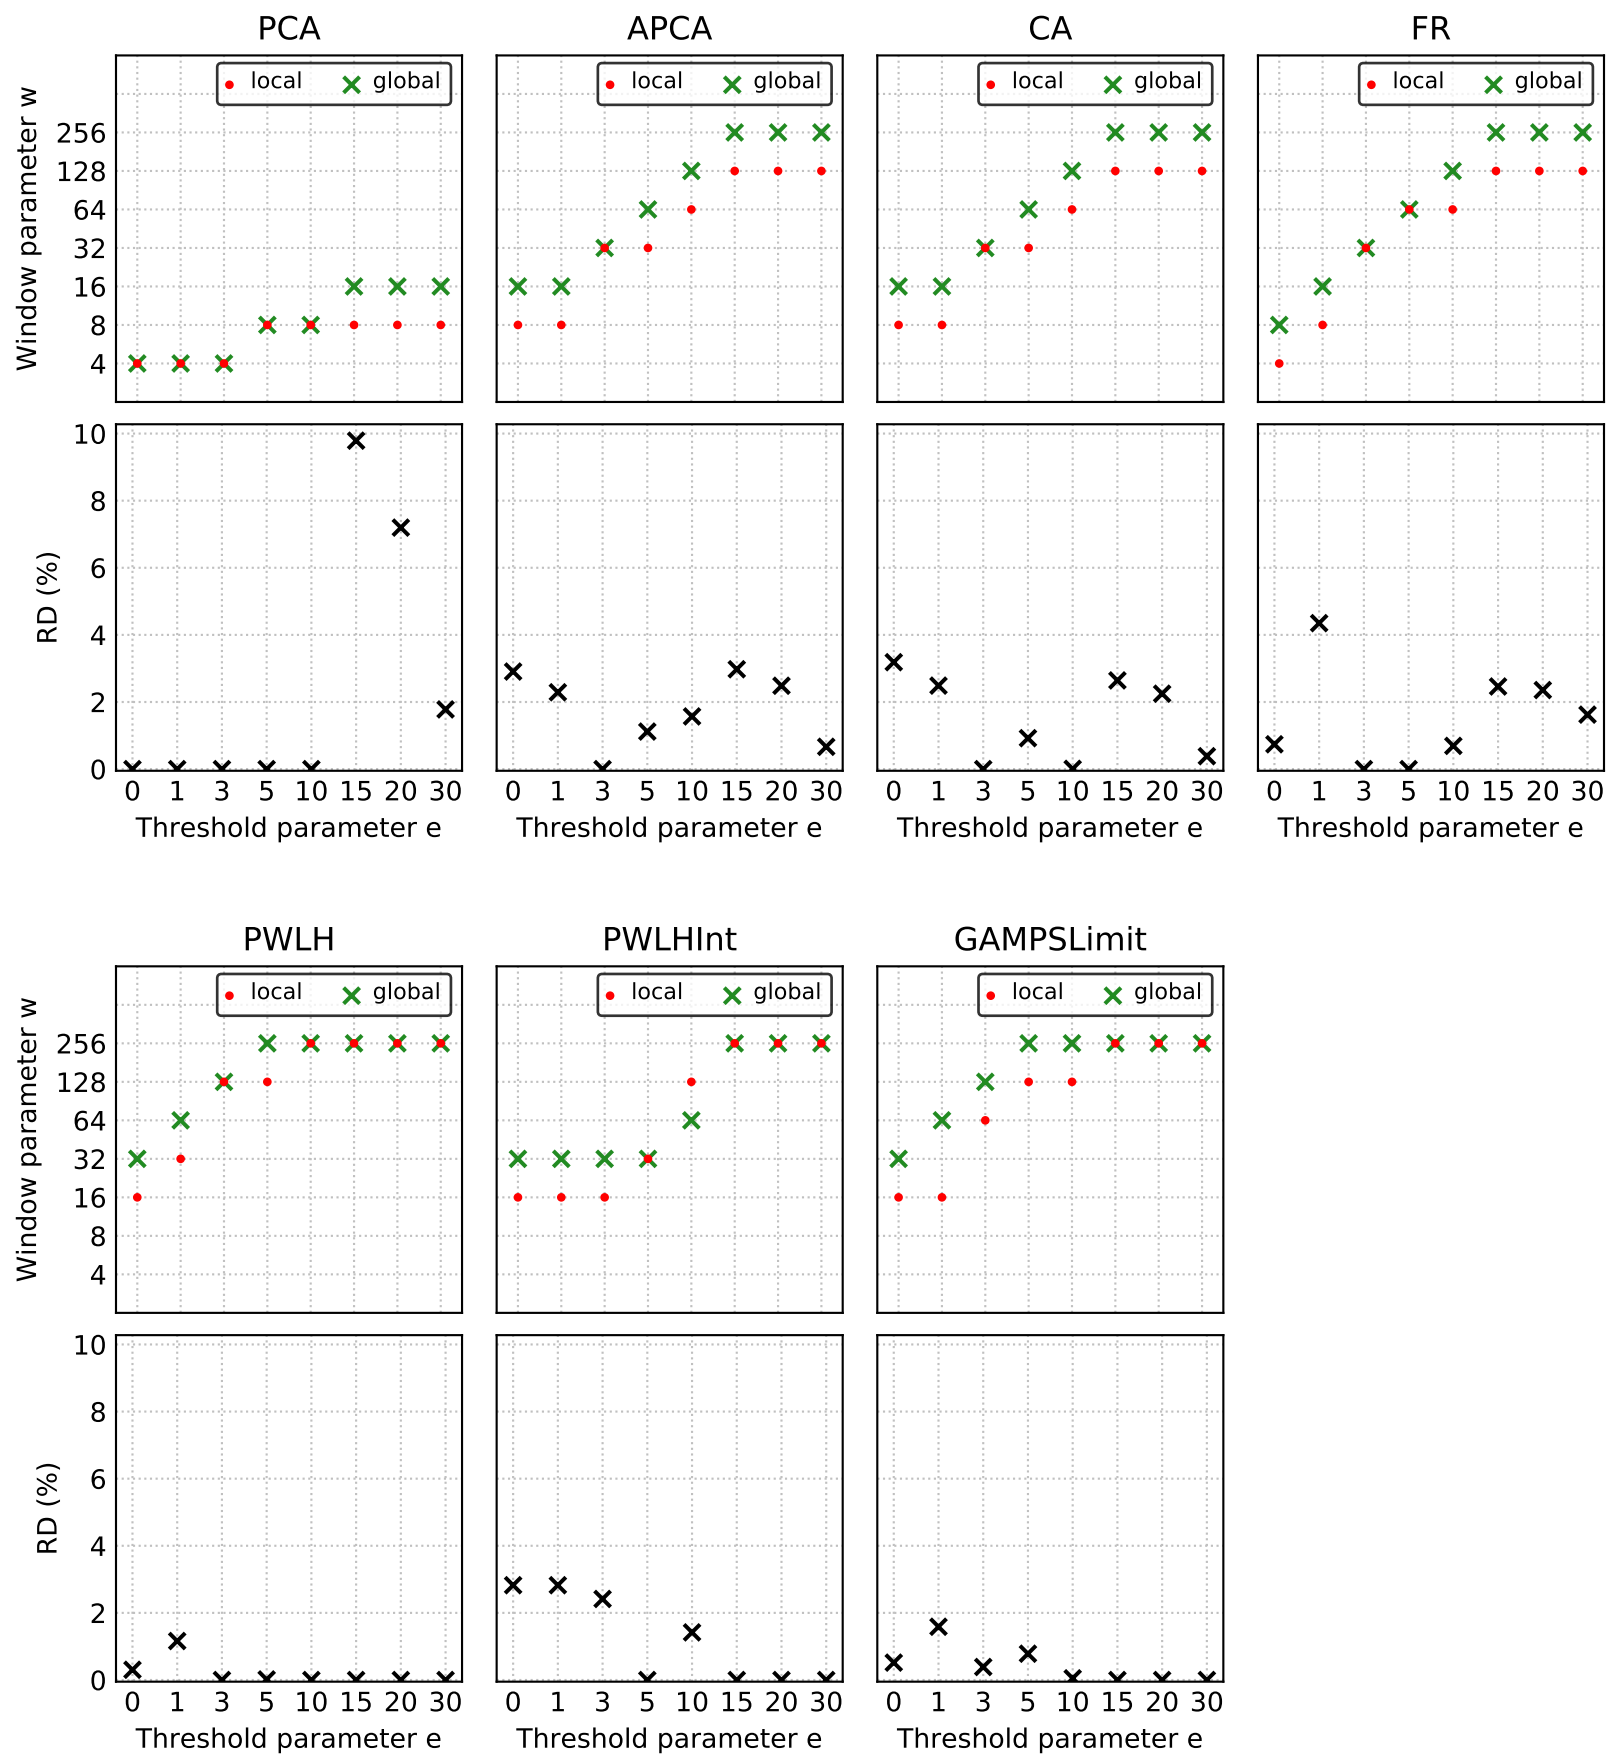 PCA APCA CA FR
local global local global local global local global
Window parameter w
256
128
64
32
16
8
4
RD (%)
10
8
6
4
2
0
0 1 3 5 10 15 20 30 0 1 3 5 10 15 20 30 0 1 3 5 10 15 20 30 0 1 3 5 10 15 20 30
Threshold parameter e Threshold parameter e Threshold parameter e Threshold parameter e
PWLH PWLHInt GAMPSLimit
local global local global local global
Window parameter w
256
128
64
32
16
8
4
RD (%)
10
8
6
4
2
0
0 1 3 5 10 15 20 30 0 1 3 5 10 15 20 30 0 1 3 5 10 15 20 30
Threshold parameter e Threshold parameter e Threshold parameter e